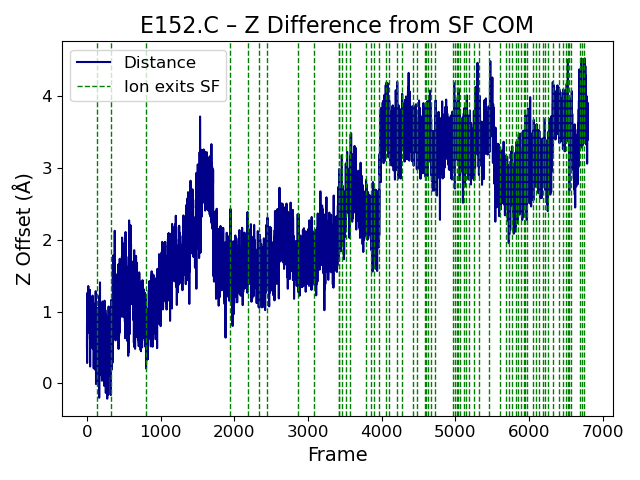 E152.C – Z Difference from SF COM
Distance
Ion exits SF
Z Offset (Å)
4
3
2
1
0
0 1000 2000 3000 4000 5000 6000 7000
Frame